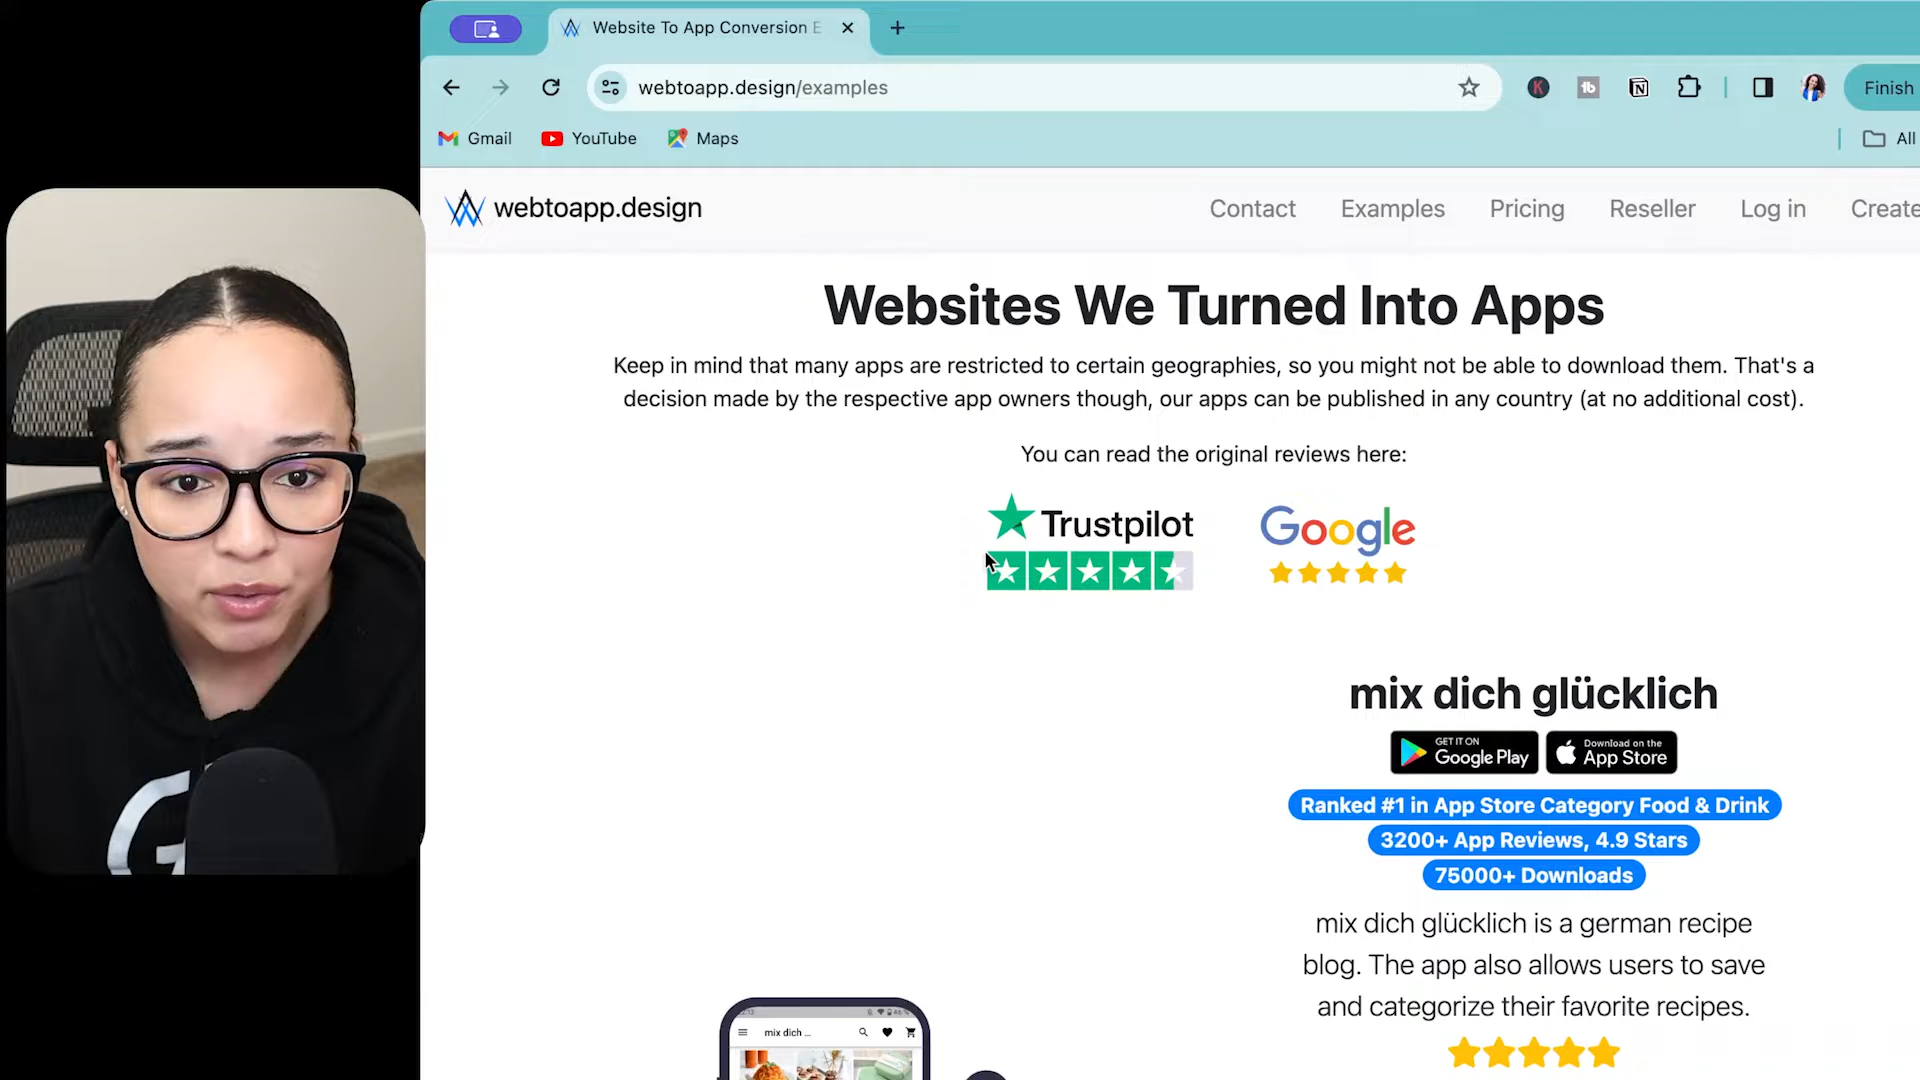 Website To App Conversion E
webtoapp.design/examples
Finish
Gmail
YouTube
Maps
All
webtoapp.design
Contact
Examples
Pricing
Reseller
Log in
Create
Websites We Turned Into Apps
Keep in mind that many apps are restricted to certain geographies, so you might not be able to download them. That's a
decision made by the respective app owners though, our apps can be published in any country (at no additional cost).
You can read the original reviews here:
Trustpilot
Google
mix dich glücklich
GET IT ON
Google Play
Download on the
App Store
Ranked #1 in App Store Category Food & Drink
3200+ App Reviews, 4.9 Stars
75000+ Downloads
mix dich glücklich is a german recipe
blog. The app also allows users to save
and categorize their favorite recipes.
mix dich ...